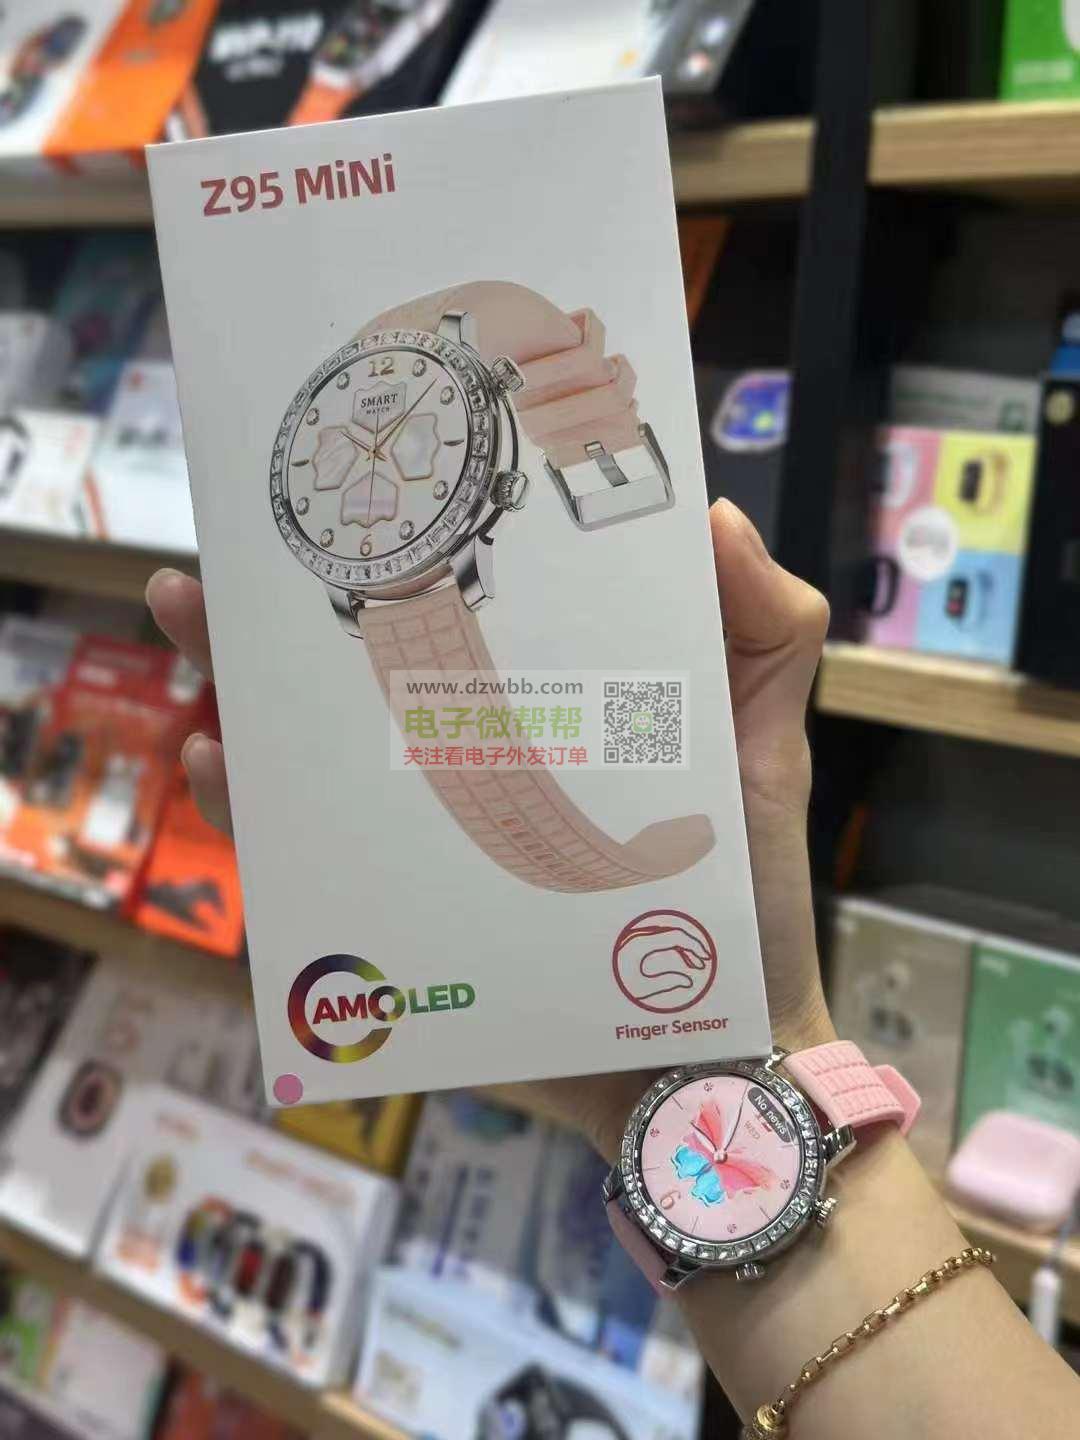 Z95 MiNi
12
SMART
WATCH
6
www.dzwbb.com
电子微帮帮
关注看电子外发订单
AMOLED
Finger Sensor
No news
6